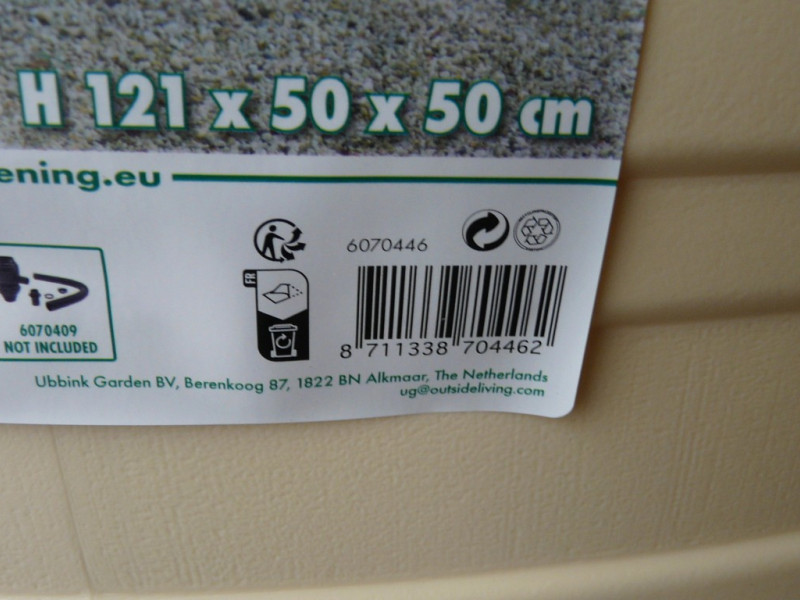 H 121 x 50 x 50 cm
ening.eu
6070446
FR
6070409
NOT INCLUDED
8 711338 704462
Ubbink Garden BV, Berenkoog 87, 1822 BN Alkmaar, The Netherlands
ug@outsideliving.com